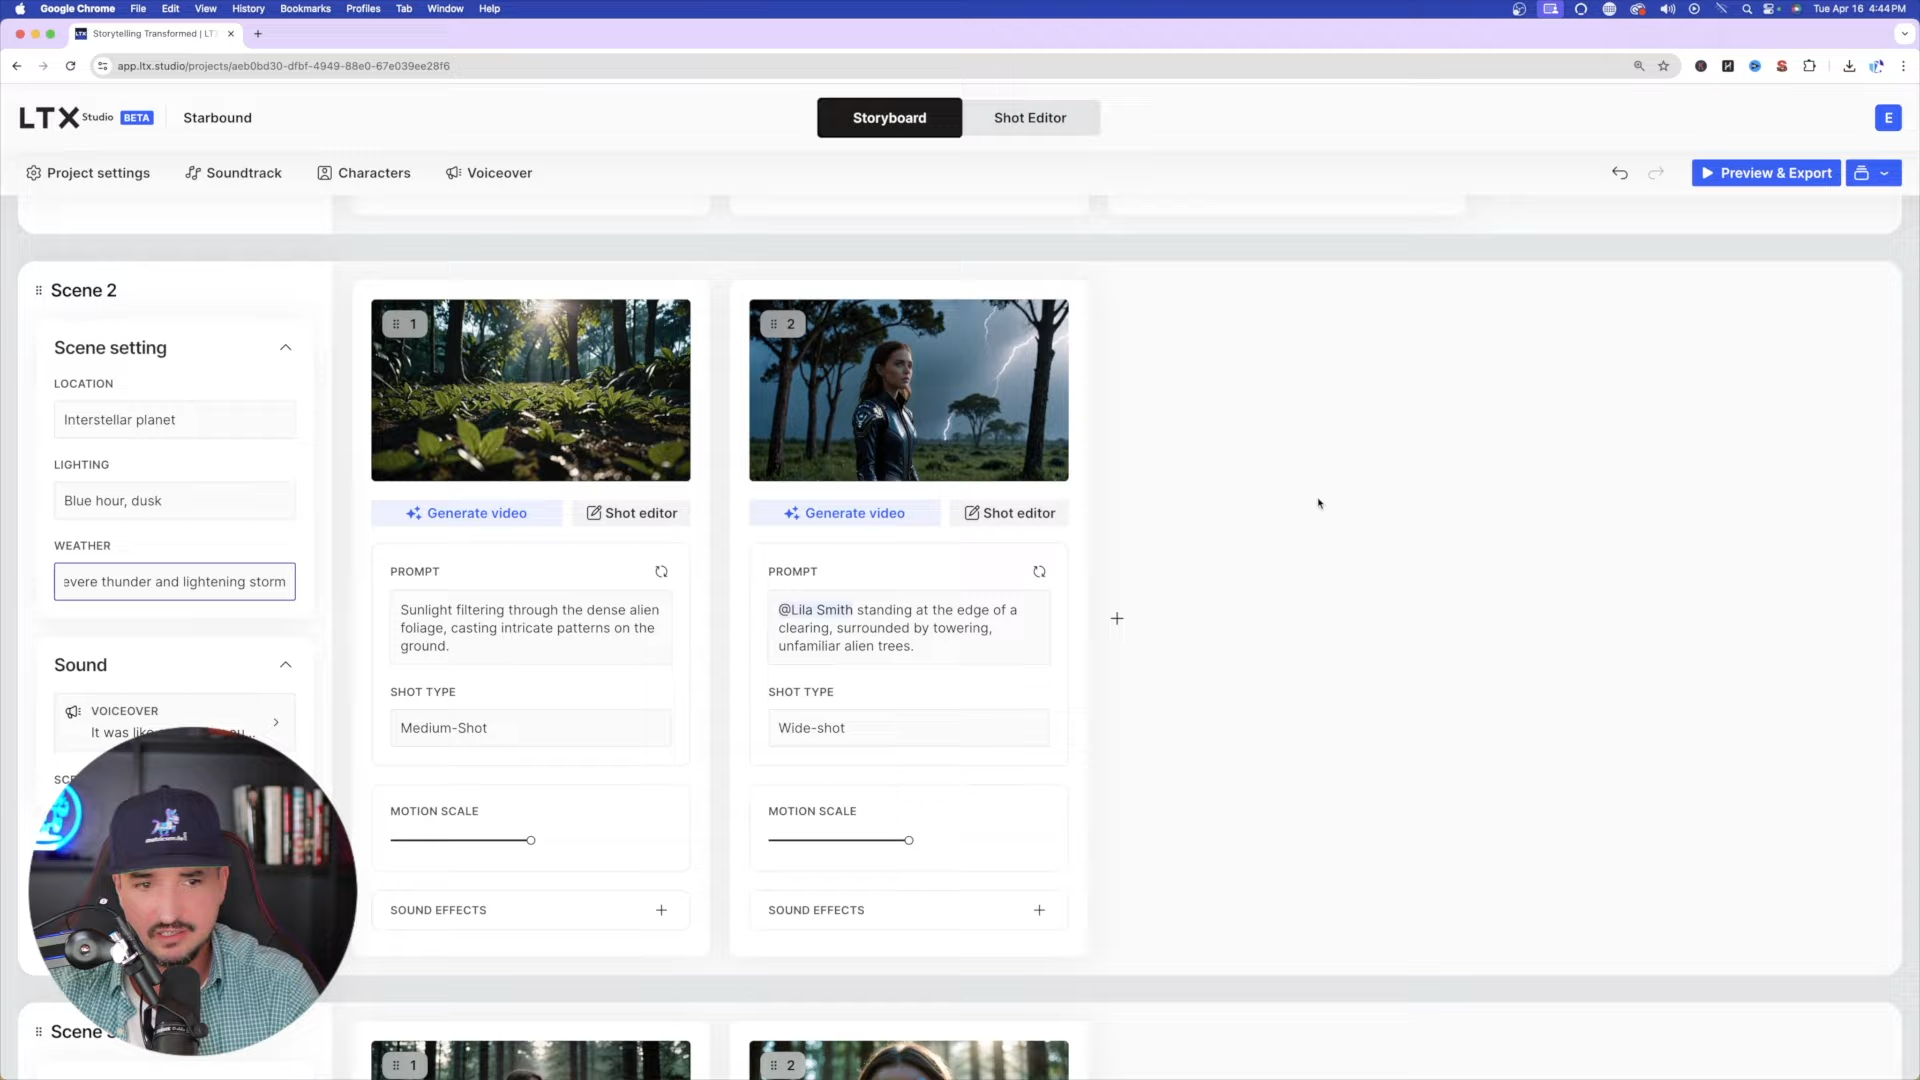 Google Chrome File Edit View History Bookmarks Profiles Tab Window Help Tue Apr 16 4:44 PM
LTX Storytelling Transformed | LT
app.ltx.studio/projects/aeb0bd30-dfbf-4949-88e0-67e039ee28f6
LTX Studio BETA Starbound Storyboard Shot Editor E
Project settings Soundtrack Characters Voiceover Preview & Export
Scene 2
Scene setting
LOCATION
Interstellar planet
LIGHTING
Blue hour, dusk
WEATHER
evere thunder and lightening storm
Sound
VOICEOVER
It was
1
Generate video Shot editor
PROMPT
Sunlight filtering through the dense alien
foliage, casting intricate patterns on the
ground.
SHOT TYPE
Medium-Shot
MOTION SCALE
SOUND EFFECTS
2
Generate video Shot editor
PROMPT
@Lila Smith standing at the edge of a
clearing, surrounded by towering,
unfamiliar alien trees.
SHOT TYPE
Wide-shot
MOTION SCALE
SOUND EFFECTS
Scene
1
2